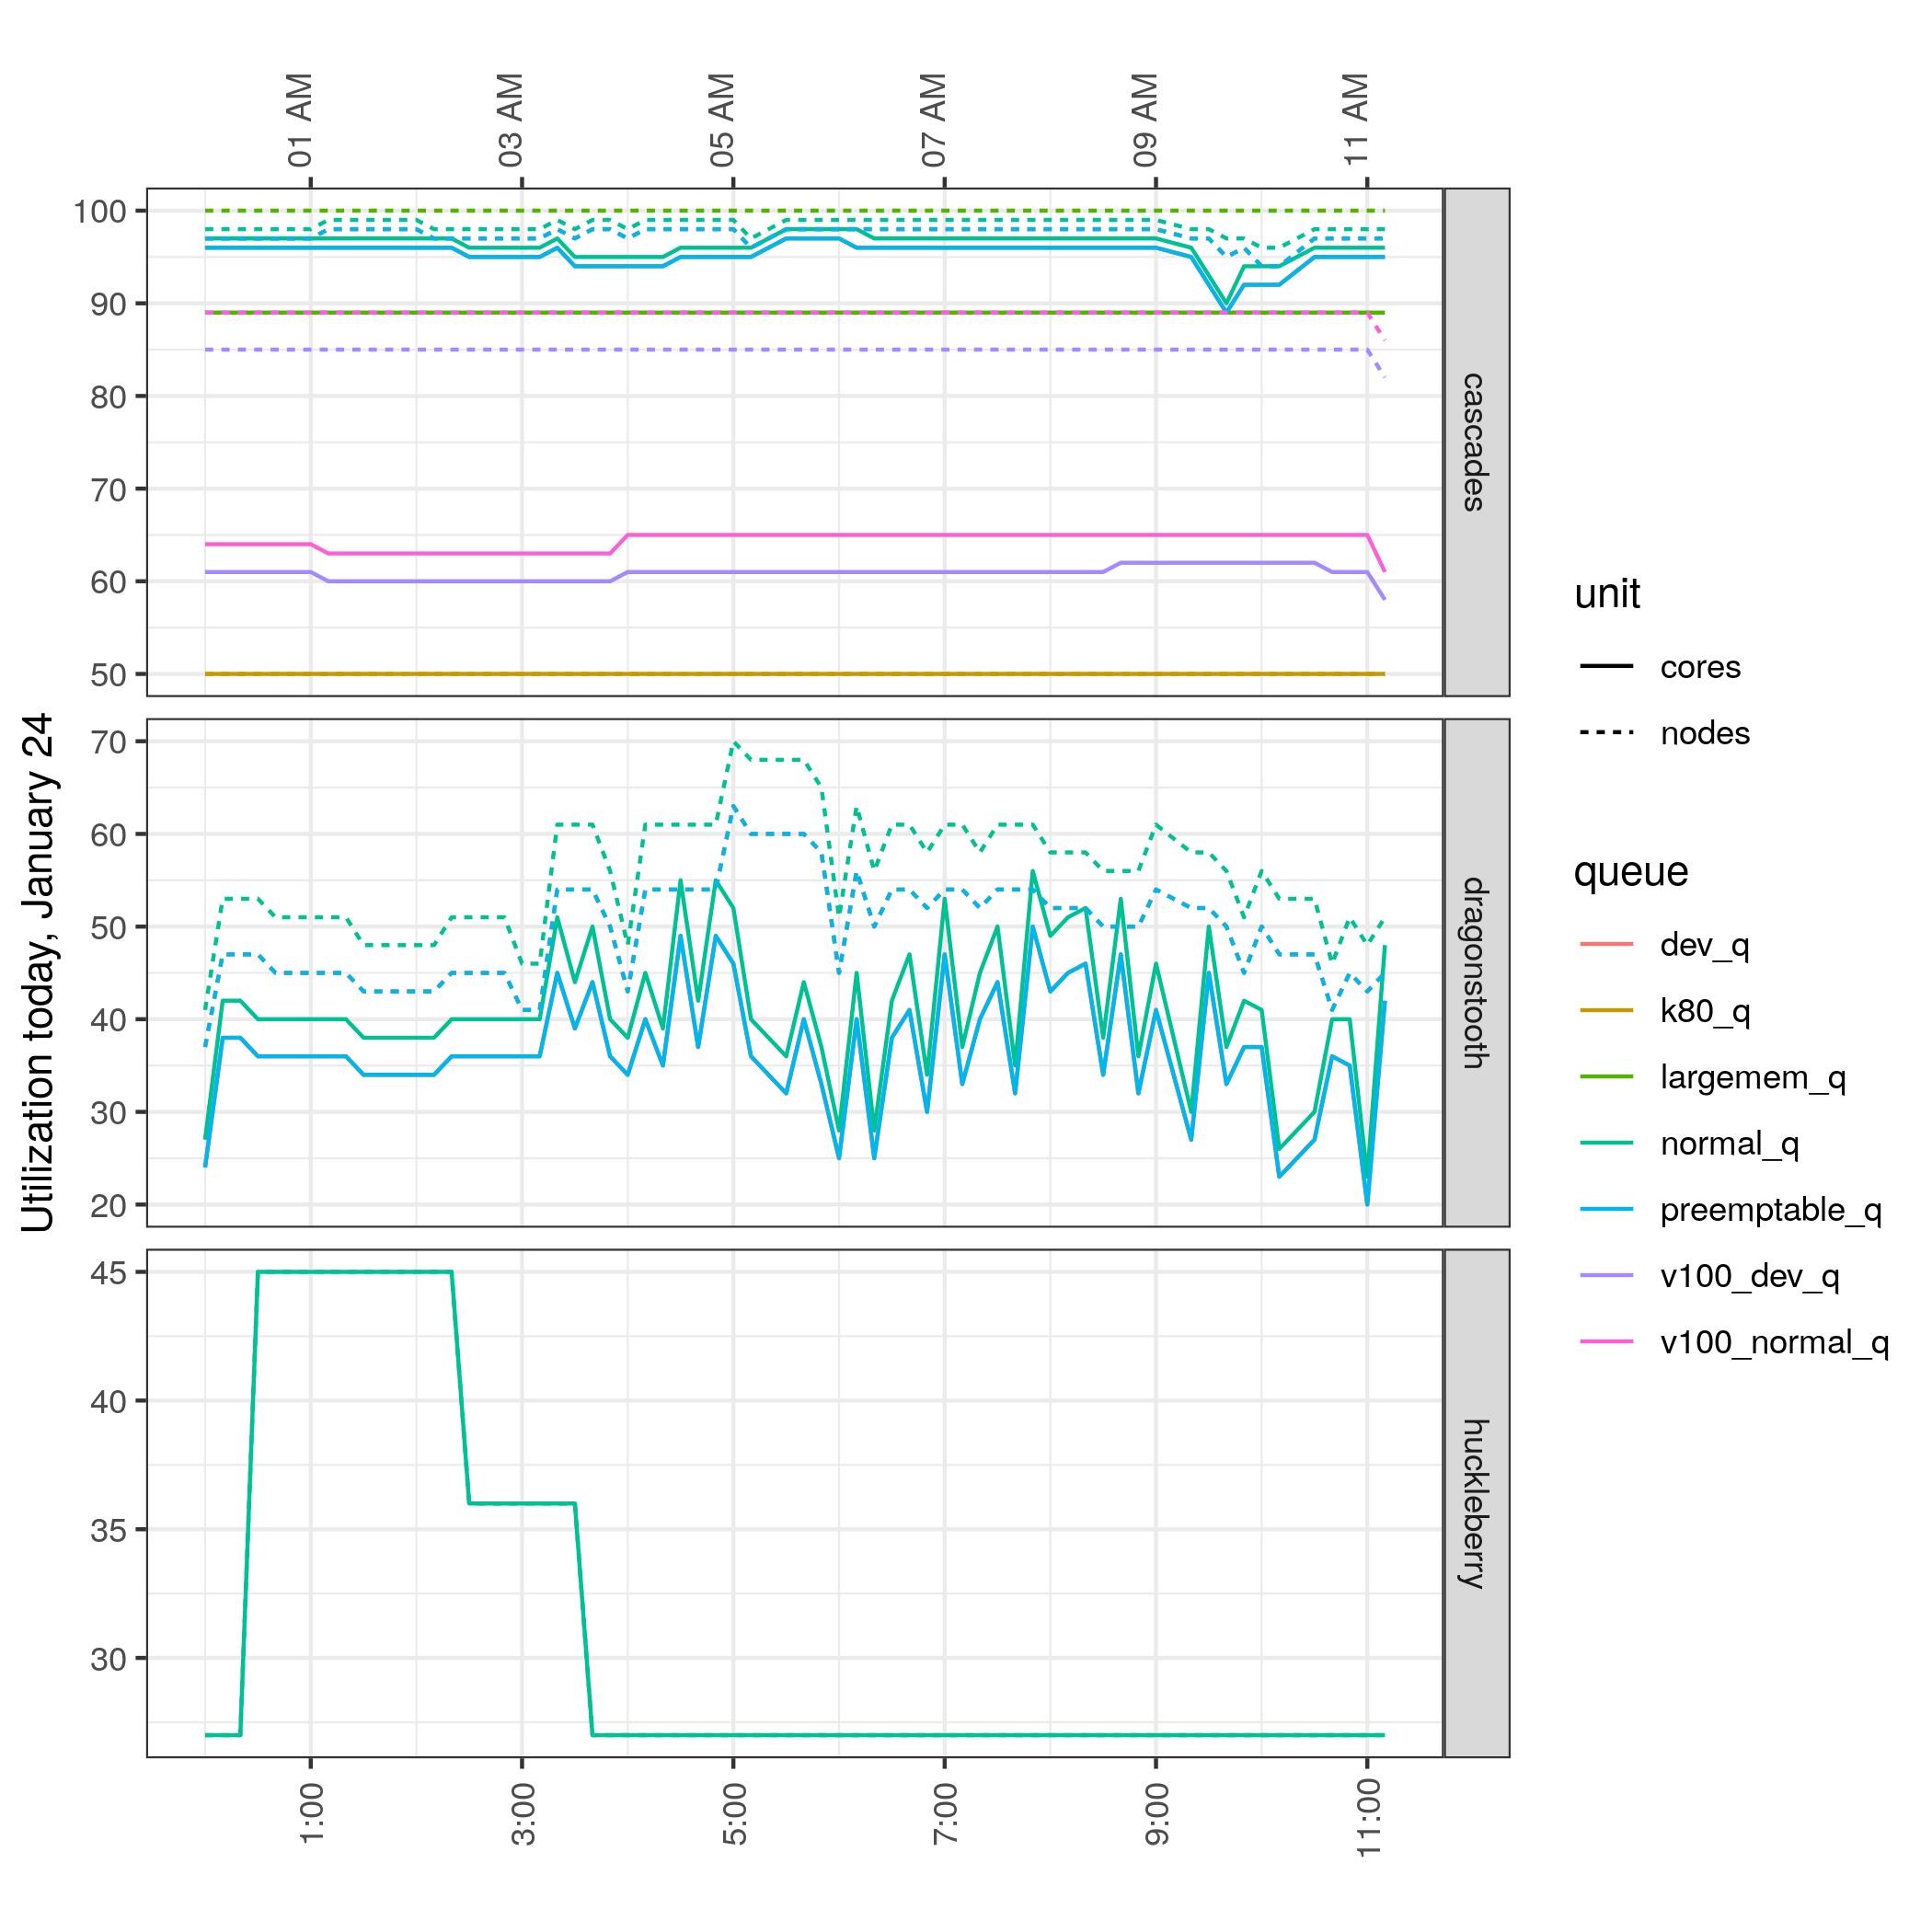 01 AM
03 AM
05 AM
07 AM
09 AM
11 AM
Utilization today, January 24
100
90
80
70
60
50
cascades
70
60
50
40
30
20
dragonstooth
45
40
35
30
huckleberry
1:00
3:00
5:00
7:00
9:00
11:00
unit
cores
nodes
queue
dev_q
k80_q
largemem_q
normal_q
preemptable_q
v100_dev_q
v100_normal_q